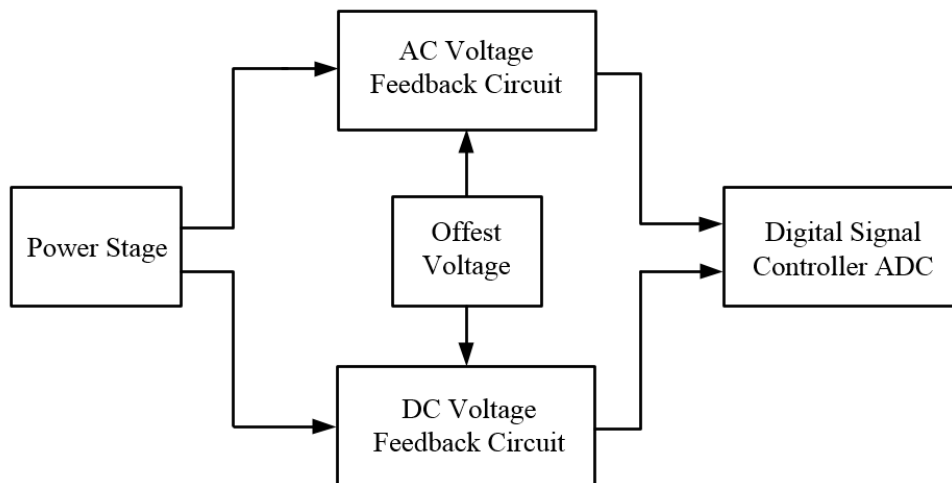 AC Voltage
Feedback Circuit
Power Stage
Offest
Voltage
Digital Signal
Controller ADC
DC Voltage
Feedback Circuit